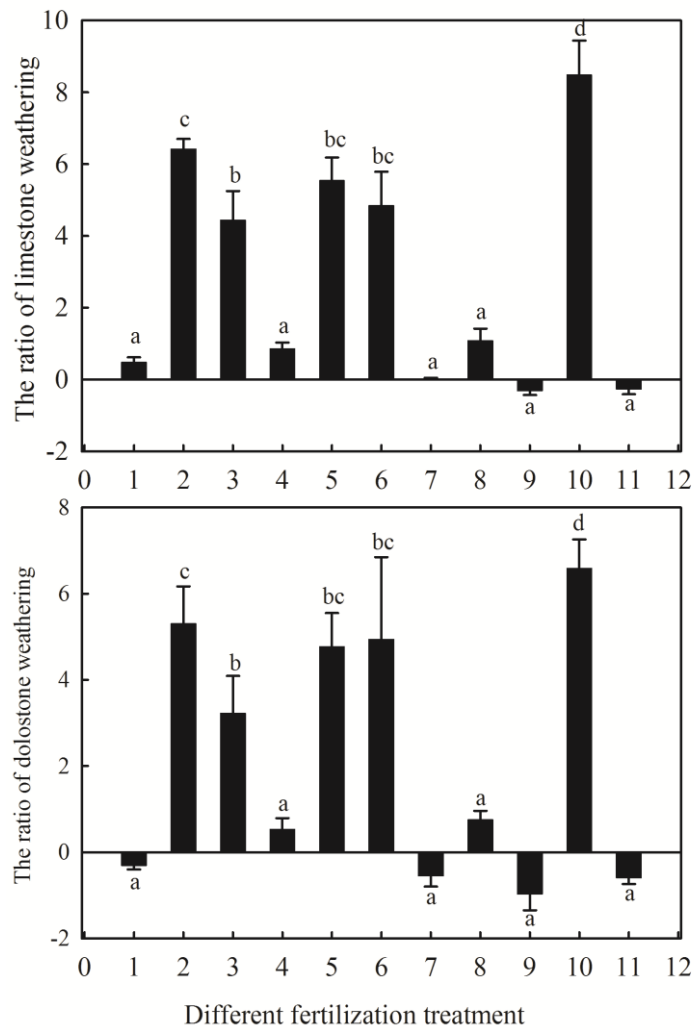 The ratio of limestone weathering
10
8
6
4
2
0
-2
a
c
b
a
bc
bc
a
a
a
d
a
0 1 2 3 4 5 6 7 8 9 10 11 12
The ratio of dolostone weathering
8
6
4
2
0
-2
a
c
b
a
bc
bc
a
a
a
d
a
0 1 2 3 4 5 6 7 8 9 10 11 12
Different fertilization treatment